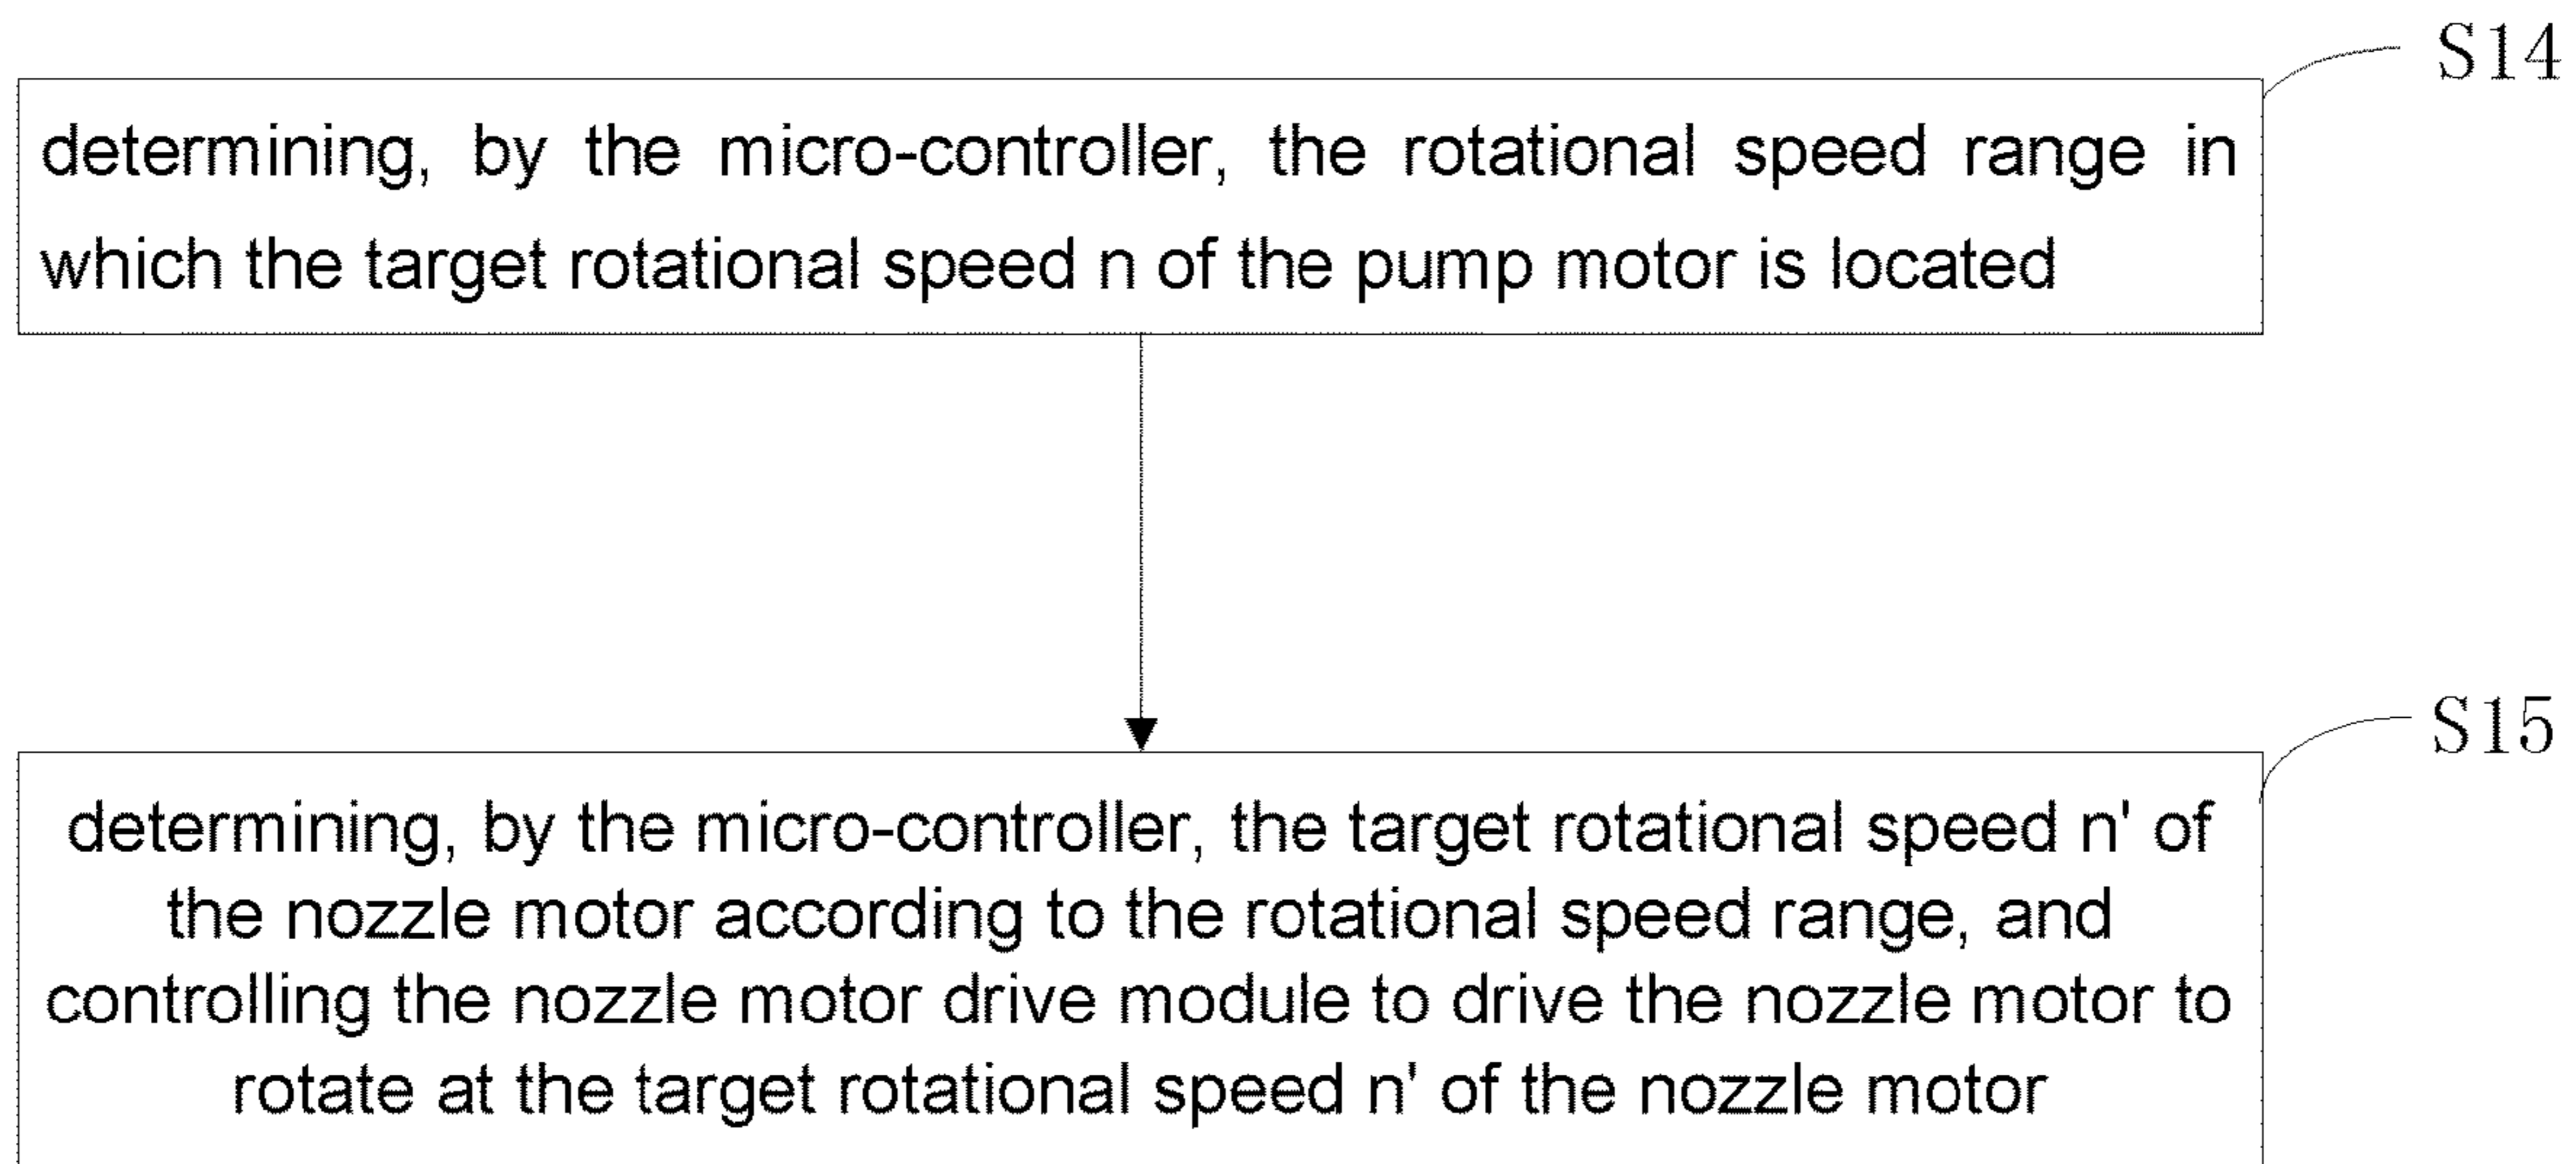 S14
determining, by the micro-controller, the rotational speed range in
which the target rotational speed n of the pump motor is located
S15
determining, by the micro-controller, the target rotational speed n' of
the nozzle motor according to the rotational speed range, and
controlling the nozzle motor drive module to drive the nozzle motor to
rotate at the target rotational speed n' of the nozzle motor